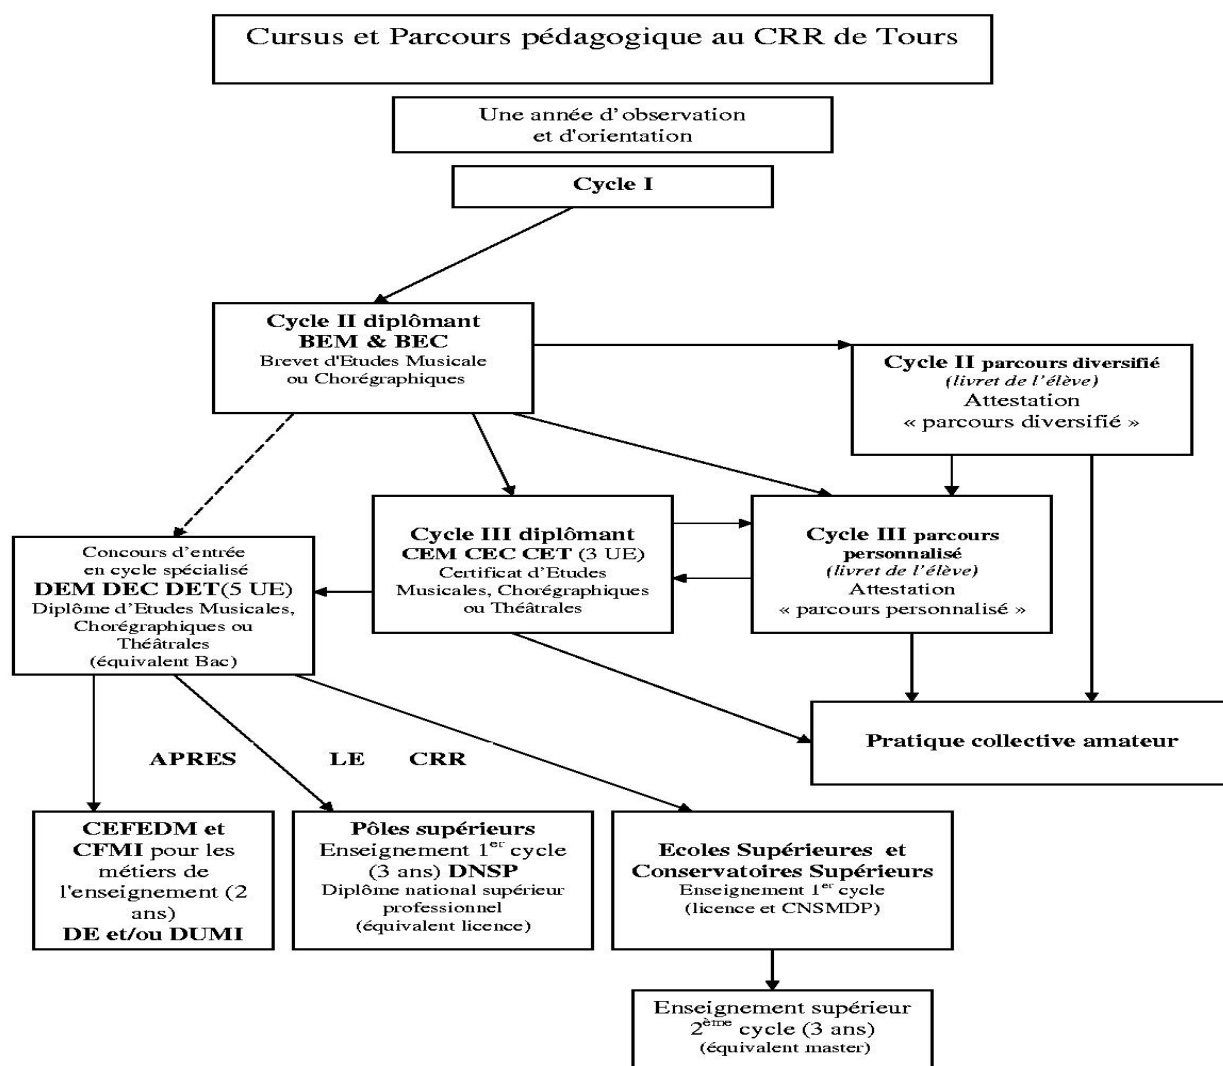 Cursus et Parcours pédagogique au CRR de Tours
Une année d'observation
et d'orientation
Cycle I
Cycle II diplômant
BEM & BEC
Brevet d'Etudes Musicale
ou Chorégraphiques
Cycle II parcours diversifié
(livret de l'élève)
Attestation
« parcours diversifié »
Concours d'entrée
en cycle spécialisé
DEM DEC DET(5 UE)
Diplôme d'Etudes Musicales,
Chorégraphiques ou
Théâtrales
(équivalent Bac)
Cycle III diplômant
CEM CEC CET (3 UE)
Certificat d'Etudes
Musicales, Chorégraphiques
ou Théâtrales
Cycle III parcours
personnalisé
(livret de l'élève)
Attestation
« parcours personnalisé »
Pratique collective amateur
APRES LE CRR
CEFEDM et
CFMI pour les
métiers de
l'enseignement (2
ans)
DE et/ou DUMI
Pôles supérieurs
Enseignement 1er cycle
(3 ans) DNSP
Diplôme national supérieur
professionnel
(équivalent licence)
Ecoles Supérieures et
Conservatoires Supérieurs
Enseignement 1er cycle
(licence et CNSMDP)
Enseignement supérieur
2ème cycle (3 ans)
(équivalent master)